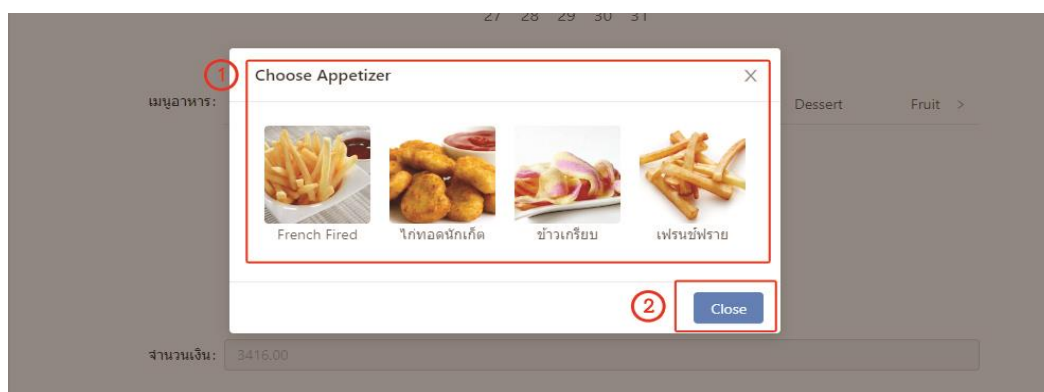 27 28 29 30 31
1
Choose Appetizer
เมนูอาหาร:
Dessert Fruit >
French Fired ไก่ทอดนักเก็ต ข้าวเกรียบ เฟรนช์ฟราย
2
Close
จำนวนเงิน: 3416.00